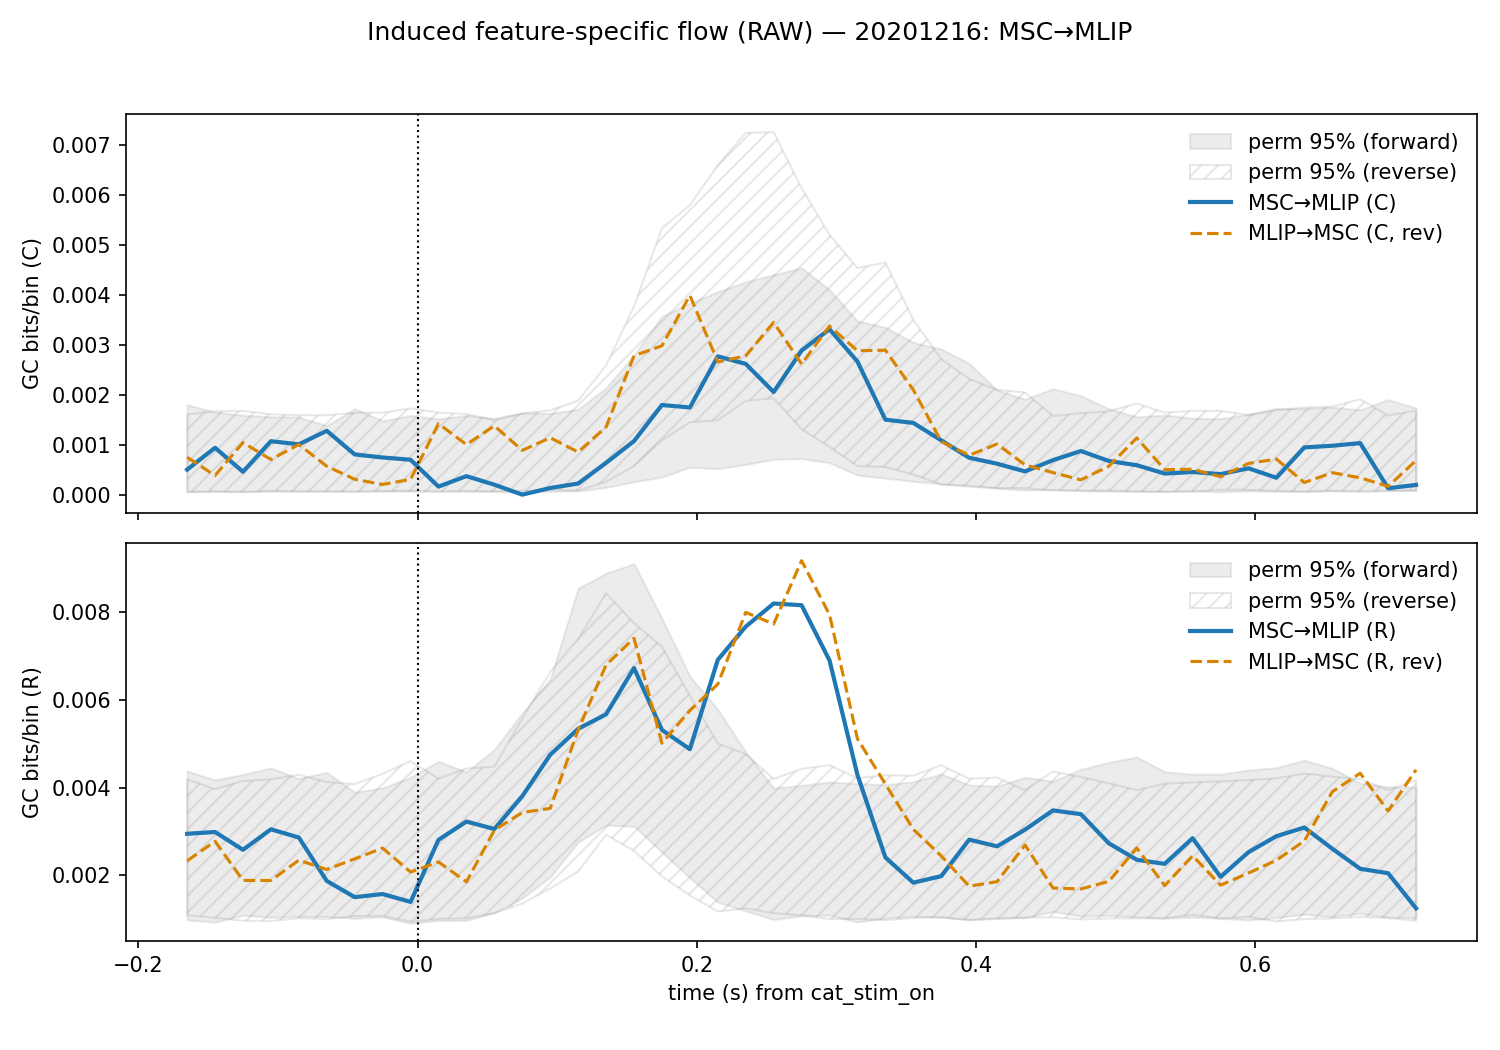 Induced feature-specific flow (RAW) — 20201216: MSC→MLIP
GC bits/bin (C)
0.007
0.006
0.005
0.004
0.003
0.002
0.001
0.000
perm 95% (forward)
perm 95% (reverse)
MSC→MLIP (C)
MLIP→MSC (C, rev)
GC bits/bin (R)
0.008
0.006
0.004
0.002
perm 95% (forward)
perm 95% (reverse)
MSC→MLIP (R)
MLIP→MSC (R, rev)
−0.2
0.0
0.2
0.4
0.6
time (s) from cat_stim_on